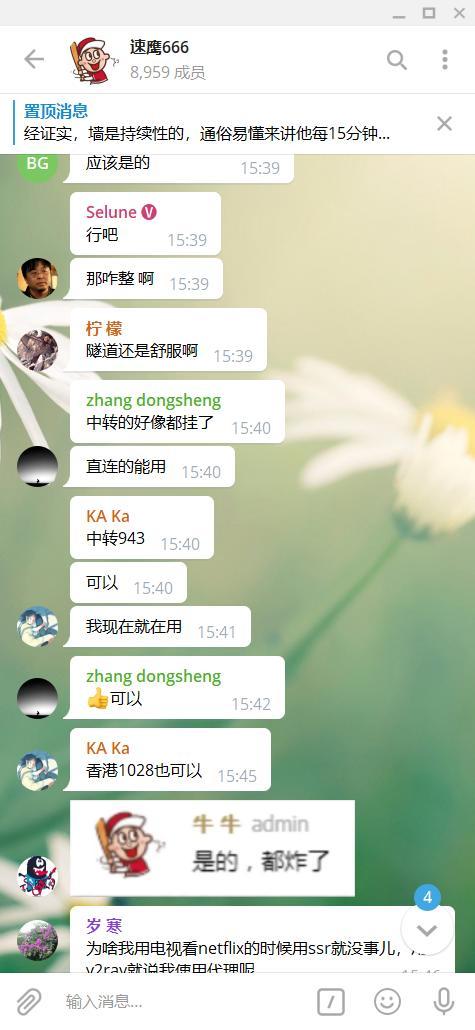 速鹰666
8,959 成员
置顶消息
经证实，墙是持续性的，通俗易懂来讲他每15分钟...
BG
应该是的
15:39
Selune V
行吧
15:39
那咋整 啊
15:39
柠 檬
隧道还是舒服啊
15:39
zhang dongsheng
中转的好像都挂了
15:40
直连的能用
15:40
KA Ka
中转943
15:40
可以
15:40
我现在就在用
15:41
zhang dongsheng
👍可以
15:42
KA Ka
香港1028也可以
15:45
牛 牛 admin
是的，都炸了
4
岁 寒
为啥我用电视看netflix的时候用ssr就没事儿，
v2ray就说我使用代理呢
15:46
输入消息...